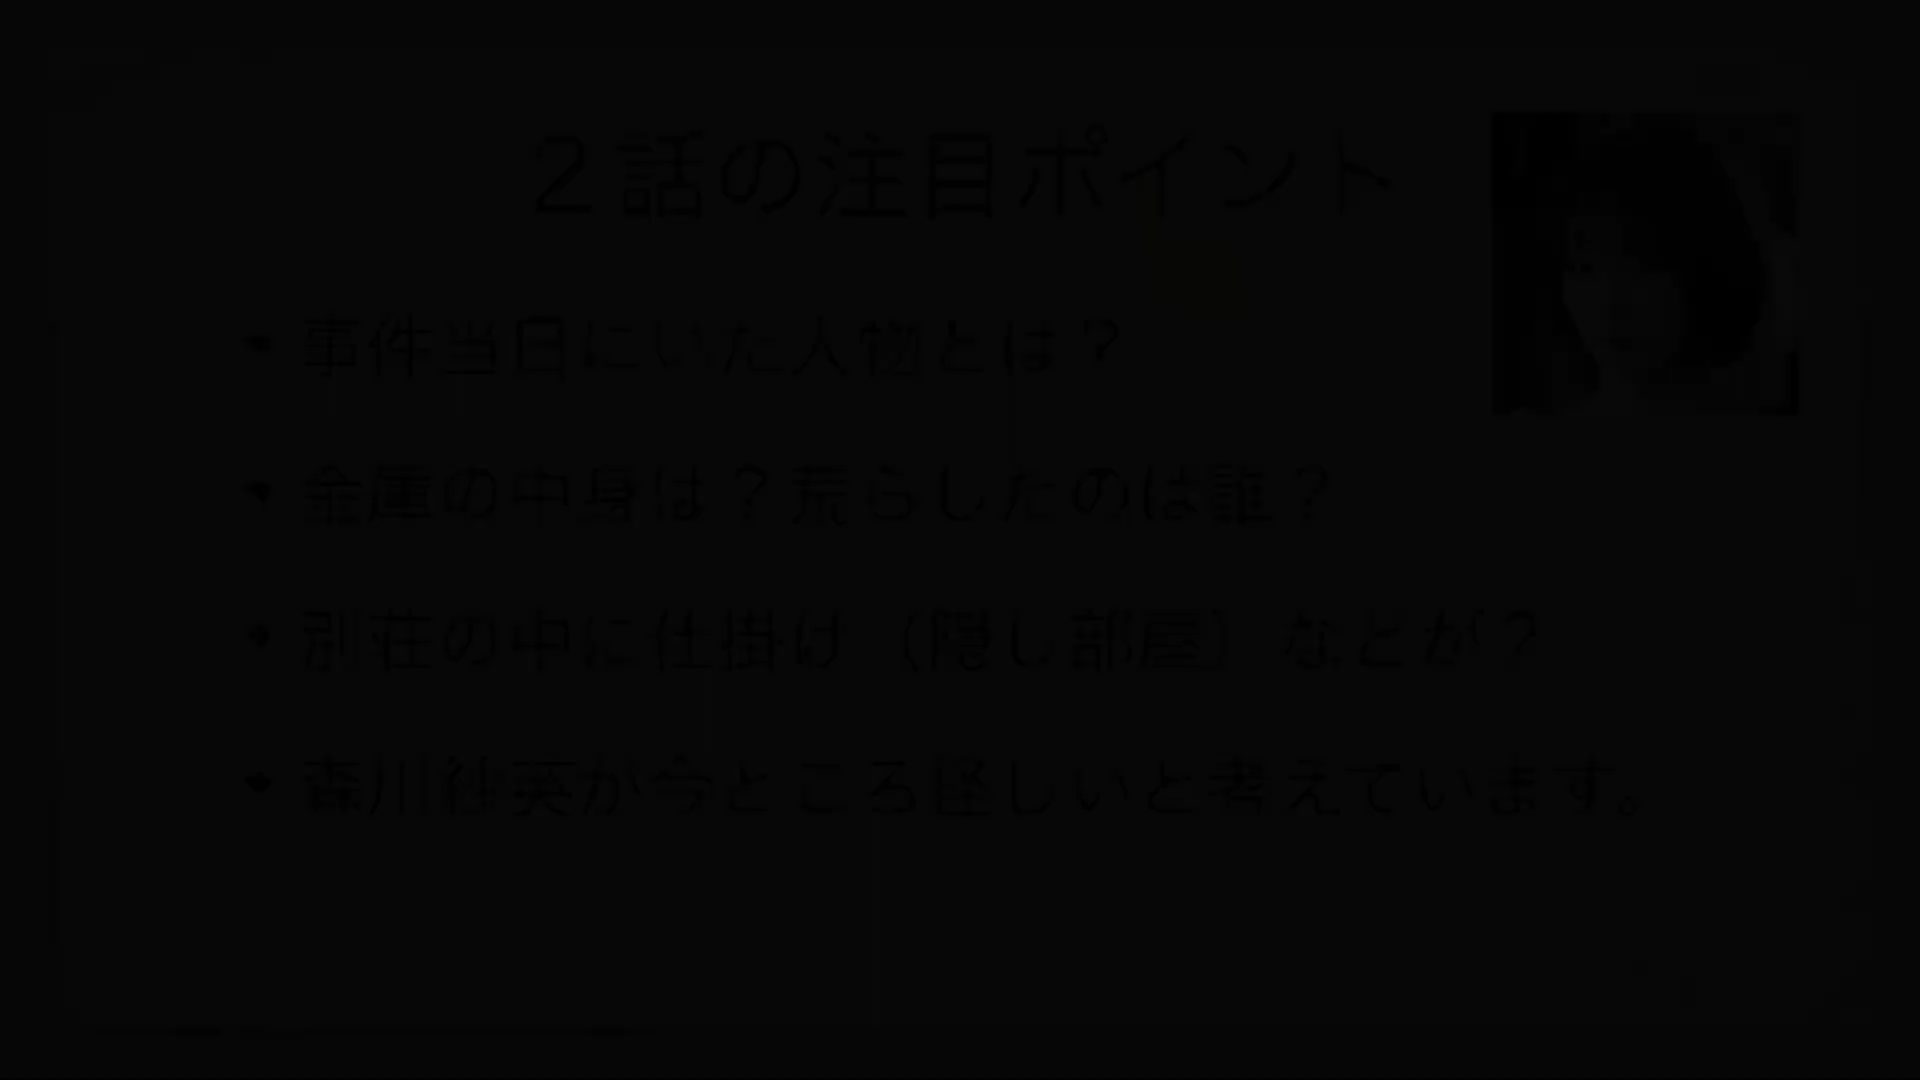 ２話の注目ポイント
• 事件当日にいた人物とは？
• 金庫の中身は？荒らしたのは誰？
• 別荘の中に仕掛け（隠し部屋）などが？
• 森川紗英が今ところ怪しいと考えています。